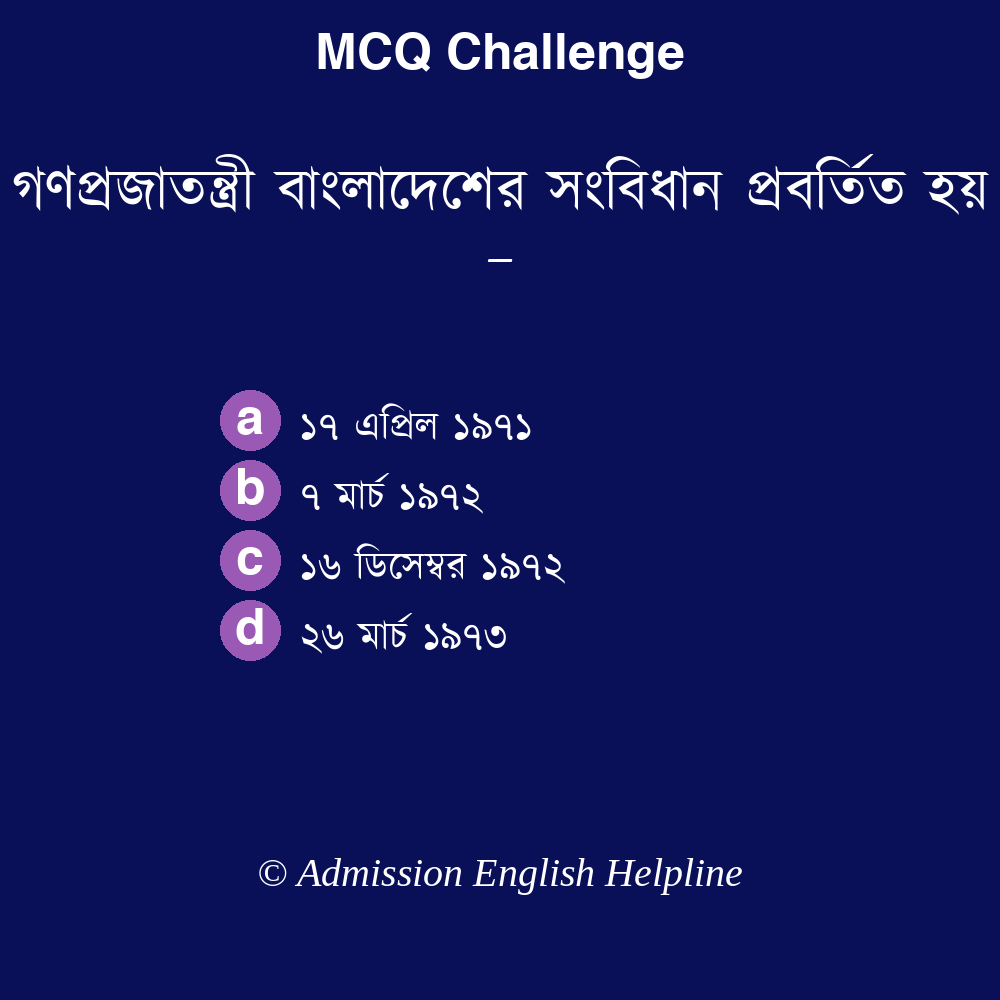 MCQ Challenge
গণপ্রজাতন্ত্রী বাংলাদেশের সংবিধান প্রবর্তিত হয়
–
a ১৭ এপ্রিল ১৯৭১
b ৭ মার্চ ১৯৭২
c ১৬ ডিসেম্বর ১৯৭২
d ২৬ মার্চ ১৯৭৩
© Admission English Helpline